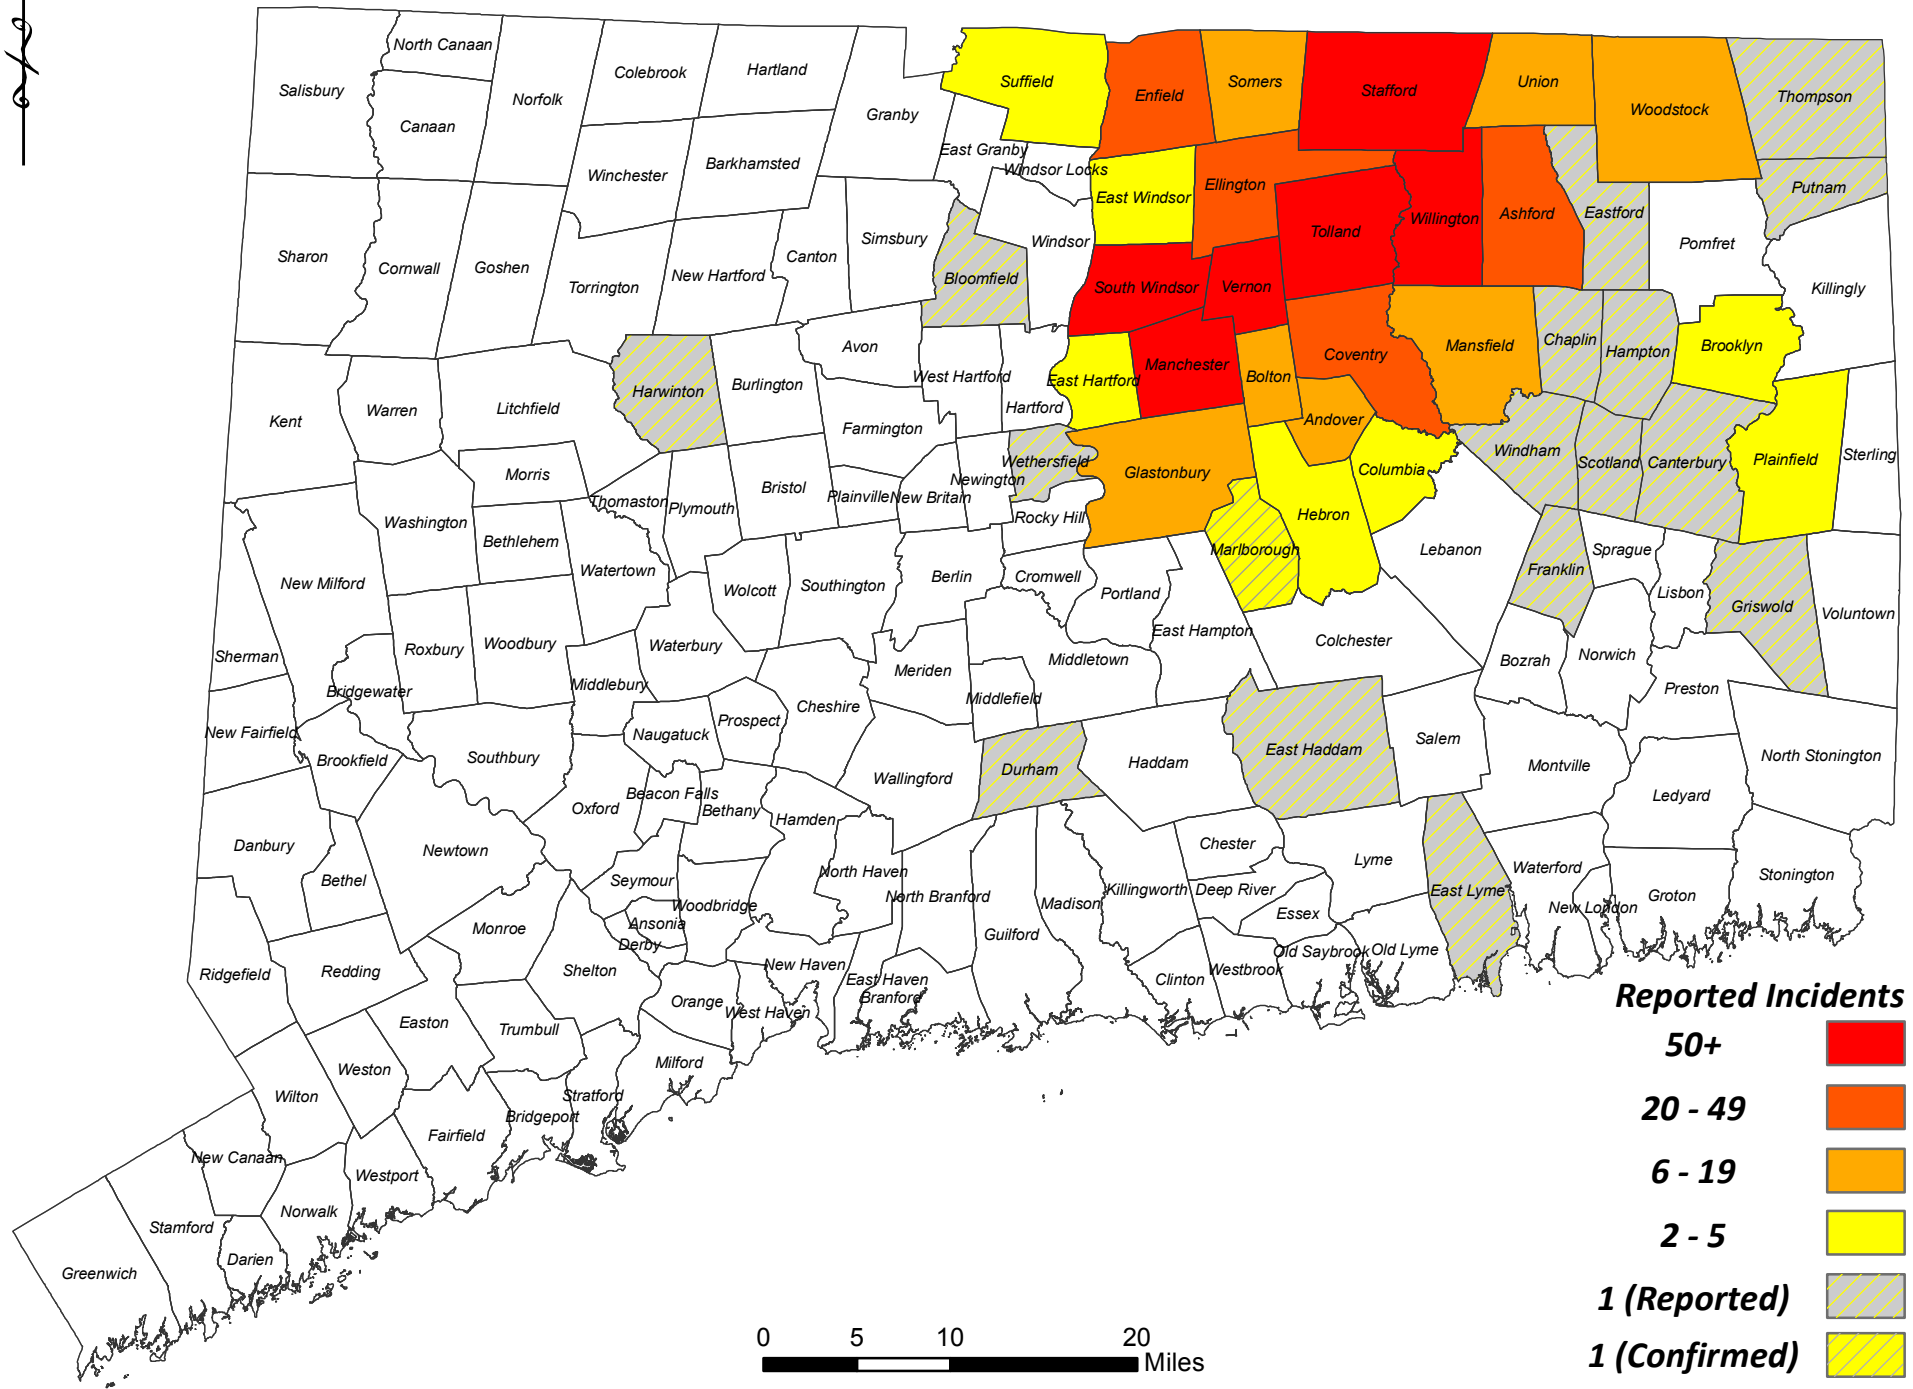 North Canaan
Colebrook
Hartland
Salisbury
Norfolk
Canaan
Granby
Suffield
Enfield
Somers
Stafford
Union
Woodstock
Thompson
East Granby
Windsor Locks
Winchester
Barkhamsted
East Windsor
Ellington
Willington
Ashford
Eastford
Putnam
Sharon
Cornwall
Goshen
Torrington
New Hartford
Canton
Simsbury
Bloomfield
Windsor
South Windsor
Vernon
Tolland
Pomfret
Killingly
Harwinton
Burlington
Avon
West Hartford
Hartford
East Hartford
Manchester
Bolton
Coventry
Mansfield
Chaplin
Hampton
Brooklyn
Kent
Warren
Litchfield
Farmington
Andover
Morris
Thomaston
Plymouth
Bristol
Plainville
New Britain
Newington
Wethersfield
Glastonbury
Columbia
Windham
Scotland
Canterbury
Plainfield
Sterling
Washington
Bethlehem
Watertown
Rocky Hill
Hebron
Marlborough
Lebanon
Sprague
Franklin
New Milford
Wolcott
Southington
Berlin
Cromwell
Portland
Lisbon
Griswold
Voluntown
Sherman
Roxbury
Woodbury
Waterbury
East Hampton
Colchester
Bozrah
Norwich
Bridgewater
Middlebury
Meriden
Middletown
Middlefield
Preston
New Fairfield
Brookfield
Southbury
Naugatuck
Prospect
Cheshire
Wallingford
Durham
Haddam
East Haddam
Salem
Montville
North Stonington
Oxford
Beacon Falls
Bethany
Hamden
Ledyard
Danbury
Bethel
Newtown
Seymour
North Haven
North Branford
Chester
Lyme
Waterford
Stonington
Woodbridge
Ansonia
Derby
Madison
Killingworth
Deep River
Essex
East Lyme
New London
Groton
Monroe
Guilford
Ridgefield
Redding
Shelton
New Haven
East Haven
Branford
Clinton
Westbrook
Old Saybrook
Old Lyme
Easton
Trumbull
Orange
West Haven
Weston
Milford
Wilton
Stratford
Bridgeport
Fairfield
New Canaan
Westport
Norwalk
Stamford
Darien
Greenwich
Reported Incidents
50+
20 - 49
6 - 19
2 - 5
1 (Reported)
1 (Confirmed)
0 5 10 20
Miles